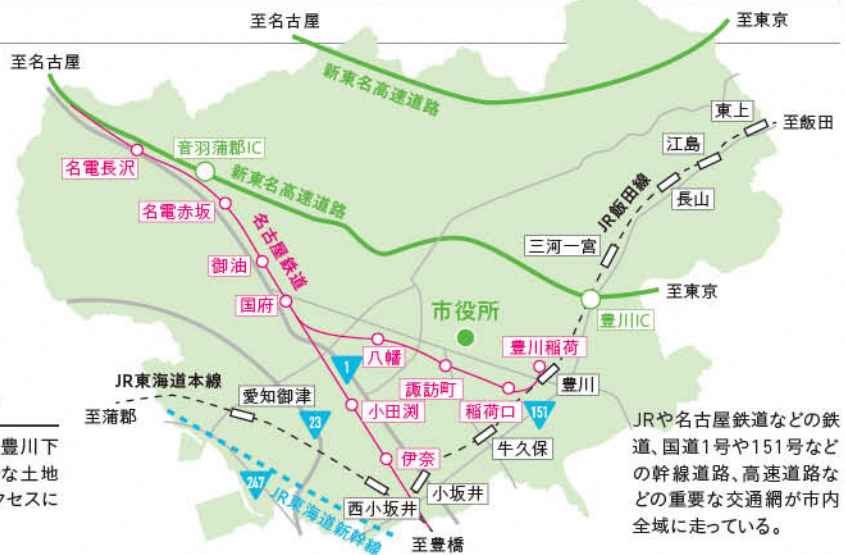 至名古屋
至東京
至名古屋
新東名高速道路
東上
至飯田
江島
音羽蒲郡IC
名電長沢
新東名高速道路
長山
JR飯田線
名電赤坂
名古屋鉄道
三河一宮
御油
至東京
国府
市役所
豊川IC
八幡
豊川稲荷
1
JR東海道本線
愛知御津
諏訪町
豊川
至蒲郡
小田渕
稲荷口
151
23
牛久保
伊奈
247
小坂井
西小坂井
JR東海道新幹線
至豊橋
豊川下
な土地
クセスに
JRや名古屋鉄道などの鉄
道、国道1号や151号など
の幹線道路、高速道路な
どの重要な交通網が市内
全域に走っている。